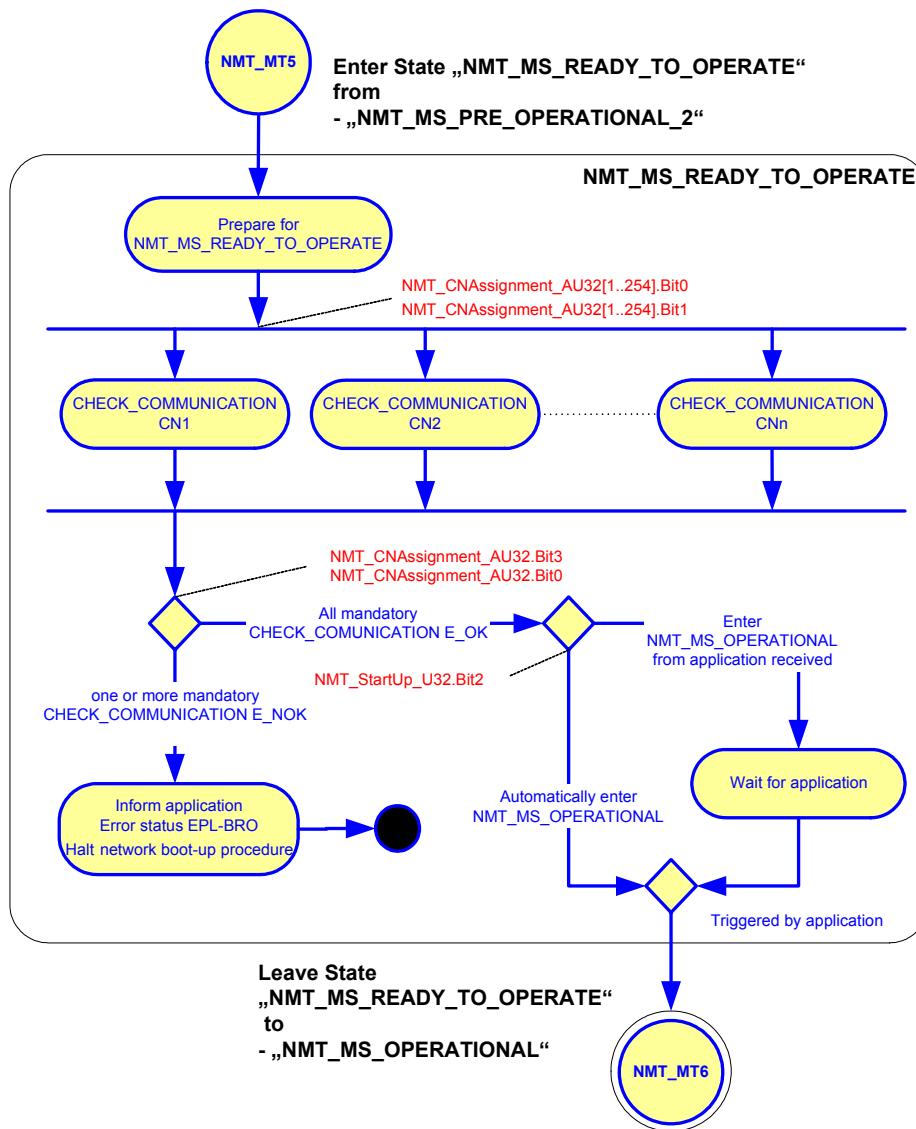 NMT_MT5
Enter State „NMT_MS_READY_TO_OPERATE“
from
- „NMT_MS_PRE_OPERATIONAL_2“
NMT_MS_READY_TO_OPERATE
Prepare for
NMT_MS_READY_TO_OPERATE
NMT_CNAssignment_AU32[1..254].Bit0
NMT_CNAssignment_AU32[1..254].Bit1
CHECK_COMMUNICATION
CN1
CHECK_COMMUNICATION
CN2
CHECK_COMMUNICATION
CNn
NMT_CNAssignment_AU32.Bit3
NMT_CNAssignment_AU32.Bit0
All mandatory
CHECK_COMUNICATION E_OK
Enter
NMT_MS_OPERATIONAL
from application received
NMT_StartUp_U32.Bit2
one or more mandatory
CHECK_COMMUNICATION E_NOK
Wait for application
Inform application
Error status EPL-BRO
Halt network boot-up procedure
Automatically enter
NMT_MS_OPERATIONAL
Triggered by application
Leave State
„NMT_MS_READY_TO_OPERATE“
to
- „NMT_MS_OPERATIONAL“
NMT_MT6